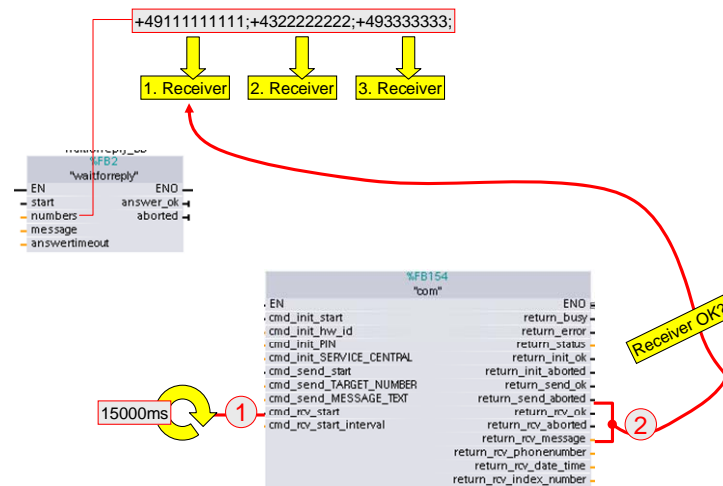 +49111111111;+4322222222;+493333333;
1. Receiver
2. Receiver
3. Receiver
%FB2
"waitforreply"
EN
ENO
start
answer_ok
numbers
aborted
message
answertimeout
%FB154
"com"
EN
ENO
cmd_init_start
return_busy
cmd_init_hw_id
return_error
cmd_init_PIN
return_status
cmd_init_SERVICE_CENTRAL
return_init_ok
cmd_send_start
return_init_aborted
cmd_send_TARGET_NUMBER
return_send_ok
cmd_send_MESSAGE_TEXT
return_send_aborted
cmd_rcv_start
return_rcv_ok
cmd_rcv_start_interval
return_rcv_aborted
return_rcv_message
return_rcv_phonenumber
return_rcv_date_time
return_rcv_index_number
15000ms
1
2
Receiver OK?